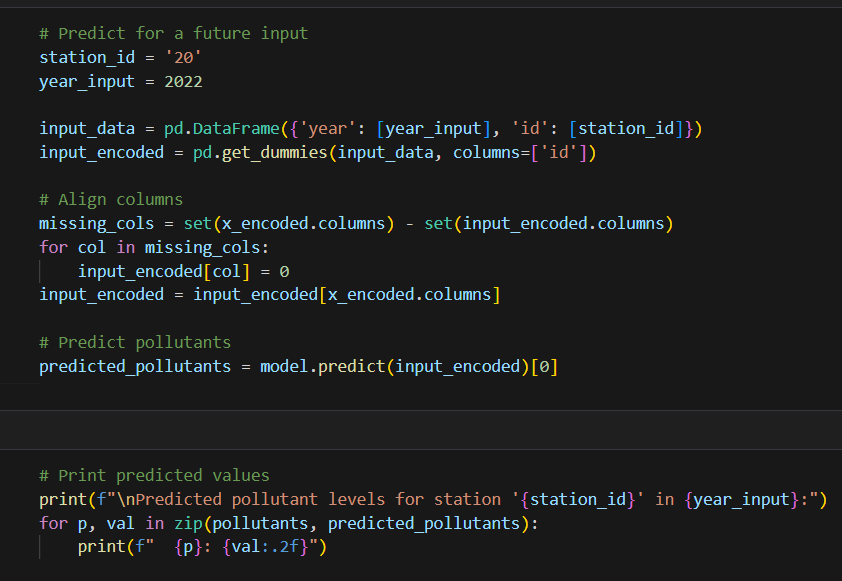 # Predict for a future input
station_id = '20'
year_input = 2022
input_data = pd.DataFrame({'year': [year_input], 'id': [station_id]})
input_encoded = pd.get_dummies(input_data, columns=['id'])
# Align columns
missing_cols = set(x_encoded.columns) - set(input_encoded.columns)
for col in missing_cols:
    input_encoded[col] = 0
input_encoded = input_encoded[x_encoded.columns]
# Predict pollutants
predicted_pollutants = model.predict(input_encoded)[0]
# Print predicted values
print(f"\nPredicted pollutant levels for station '{station_id}' in {year_input}:")
for p, val in zip(pollutants, predicted_pollutants):
    print(f"  {p}: {val:.2f}")